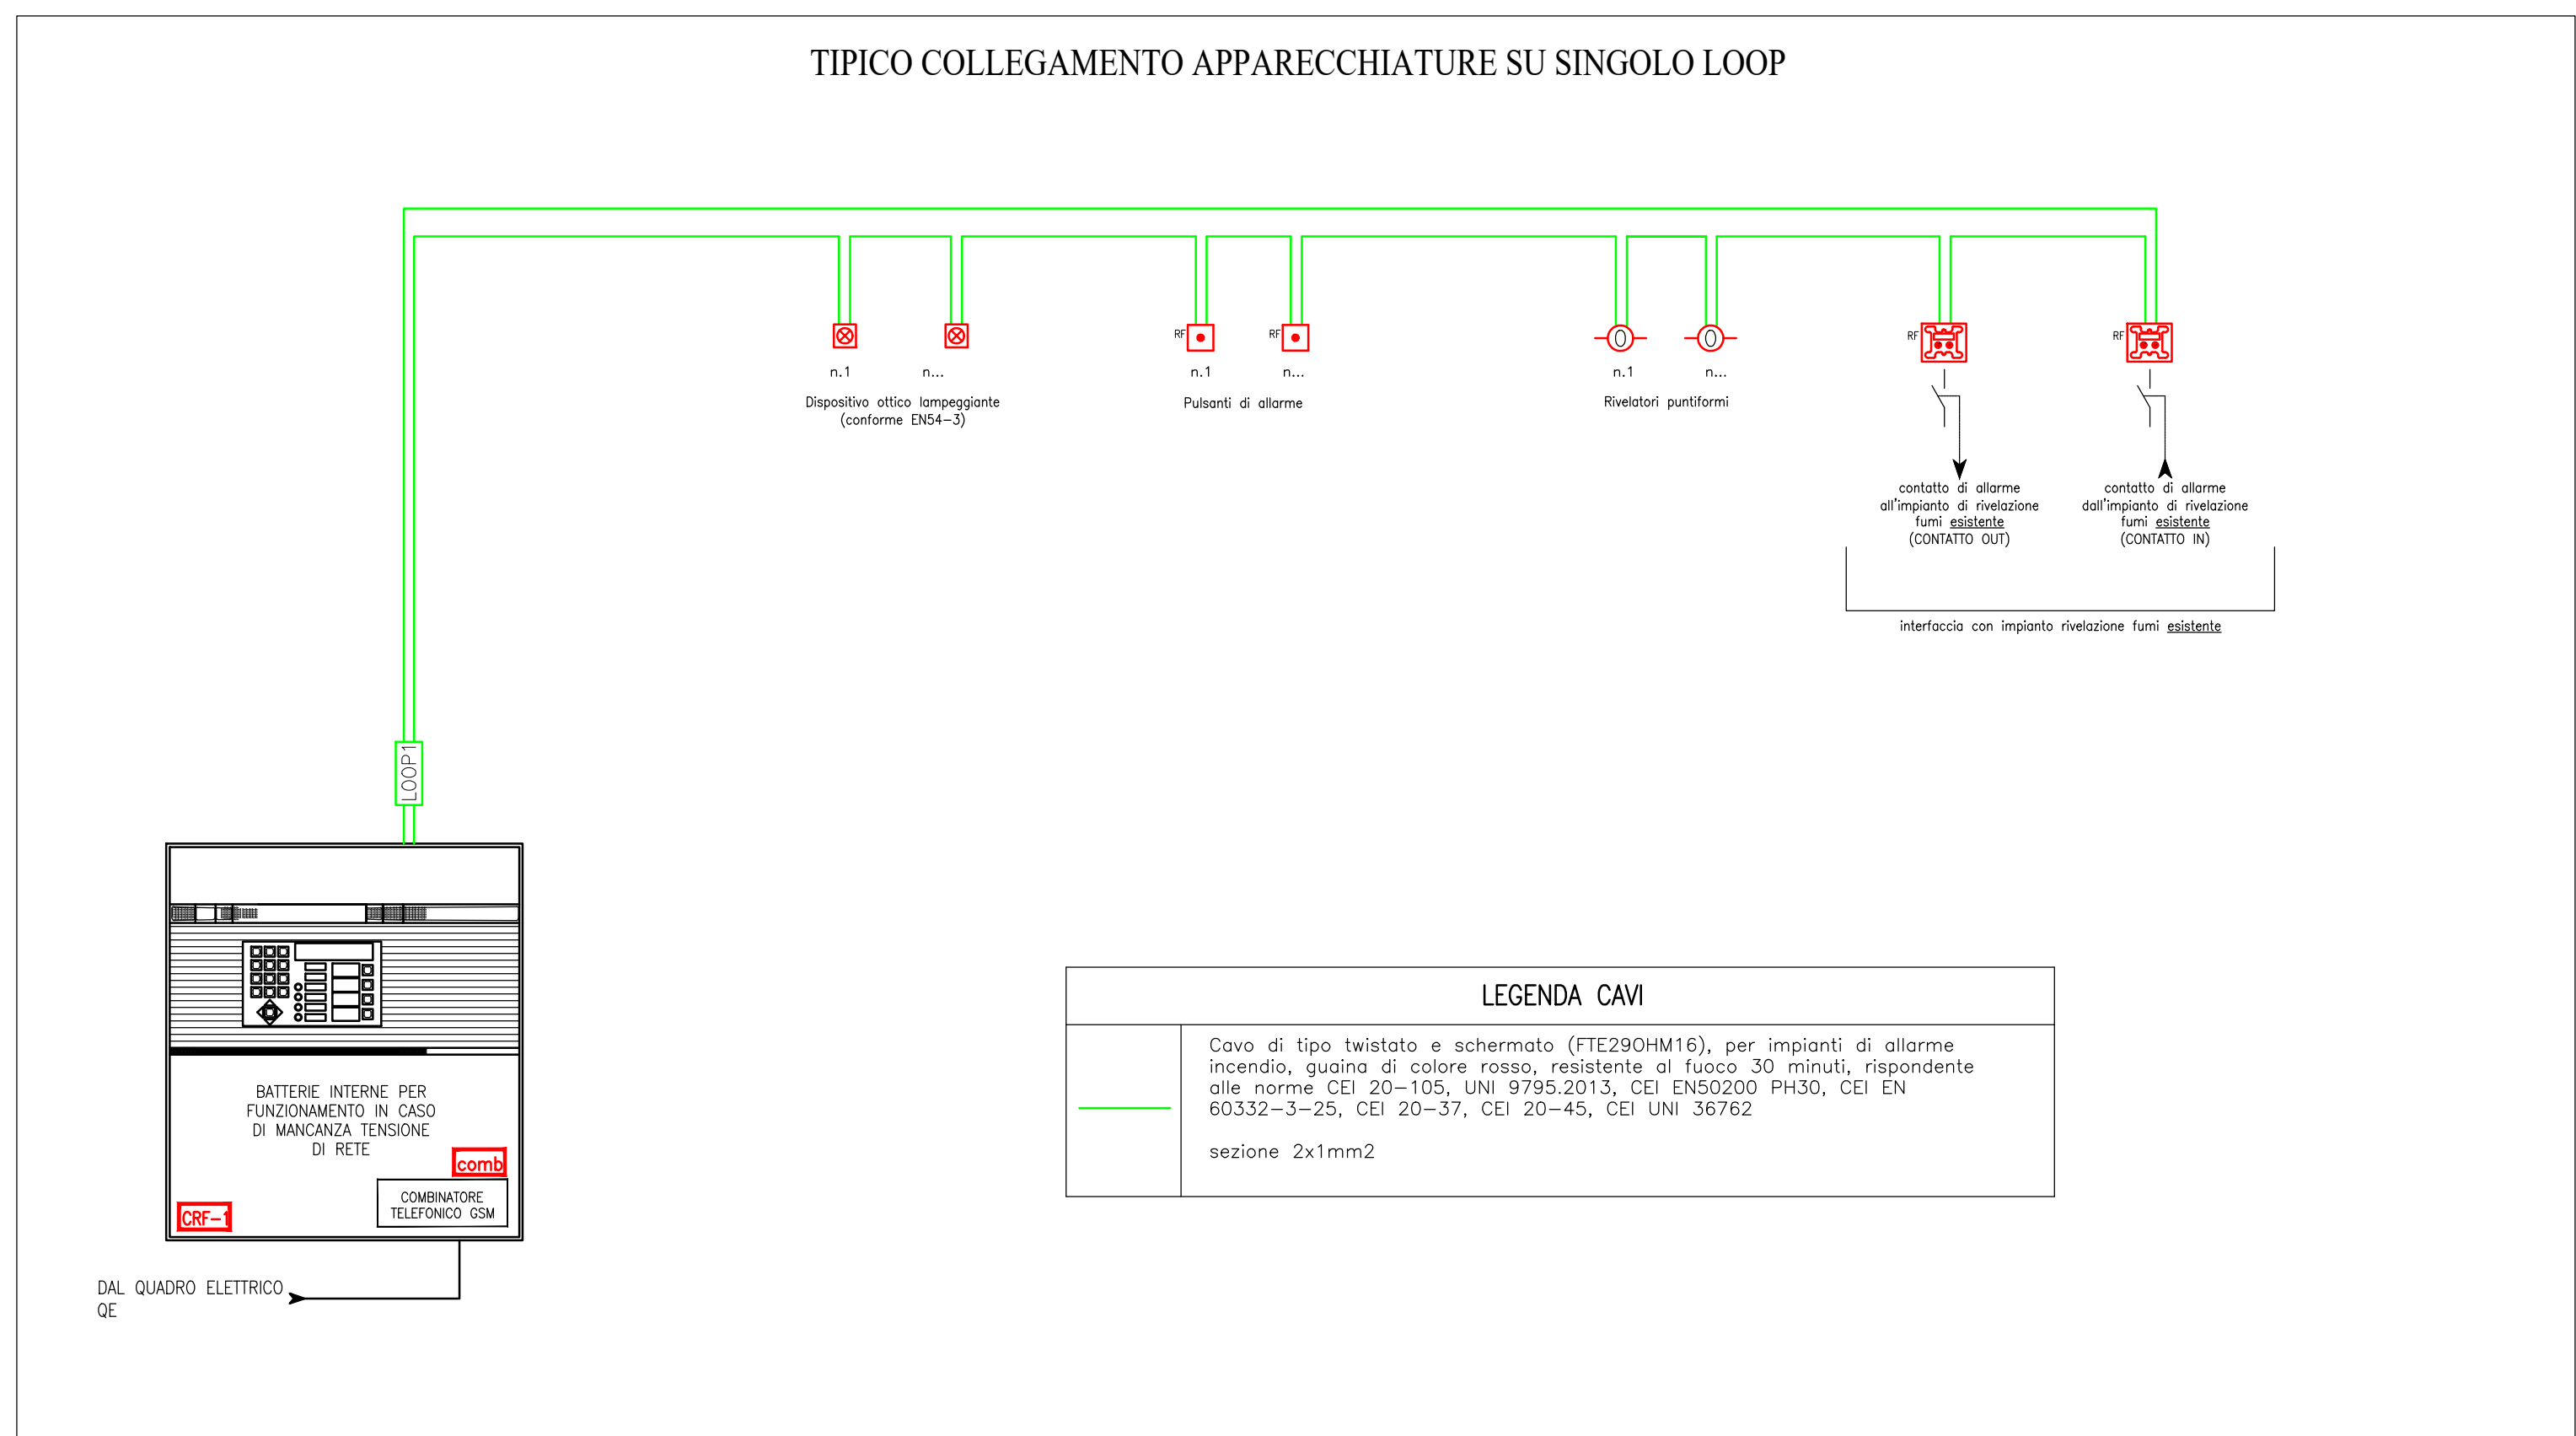 TIPICO COLLEGAMENTO APPARECCHIATURE SU SINGOLO LOOP
n.1
n...
Dispositivo ottico lampeggiante
(conforme EN54-3)
RF
RF
n.1
n...
Pulsanti di allarme
n.1
n...
Rivelatori puntiformi
RF
contatto di allarme
all'impianto di rivelazione
fumi esistente
(CONTATTO OUT)
RF
contatto di allarme
dall'impianto di rivelazione
fumi esistente
(CONTATTO IN)
interfaccia con impianto rivelazione fumi esistente
LOOP1
BATTERIE INTERNE PER
FUNZIONAMENTO IN CASO
DI MANCANZA TENSIONE
DI RETE
comb
COMBINATORE
TELEFONICO GSM
CRF-1
DAL QUADRO ELETTRICO
QE
LEGENDA CAVI
Cavo di tipo twistato e schermato (FTE29OHM16), per impianti di allarme
incendio, guaina di colore rosso, resistente al fuoco 30 minuti, rispondente
alle norme CEI 20-105, UNI 9795.2013, CEI EN50200 PH30, CEI EN
60332-3-25, CEI 20-37, CEI 20-45, CEI UNI 36762
sezione 2x1mm2